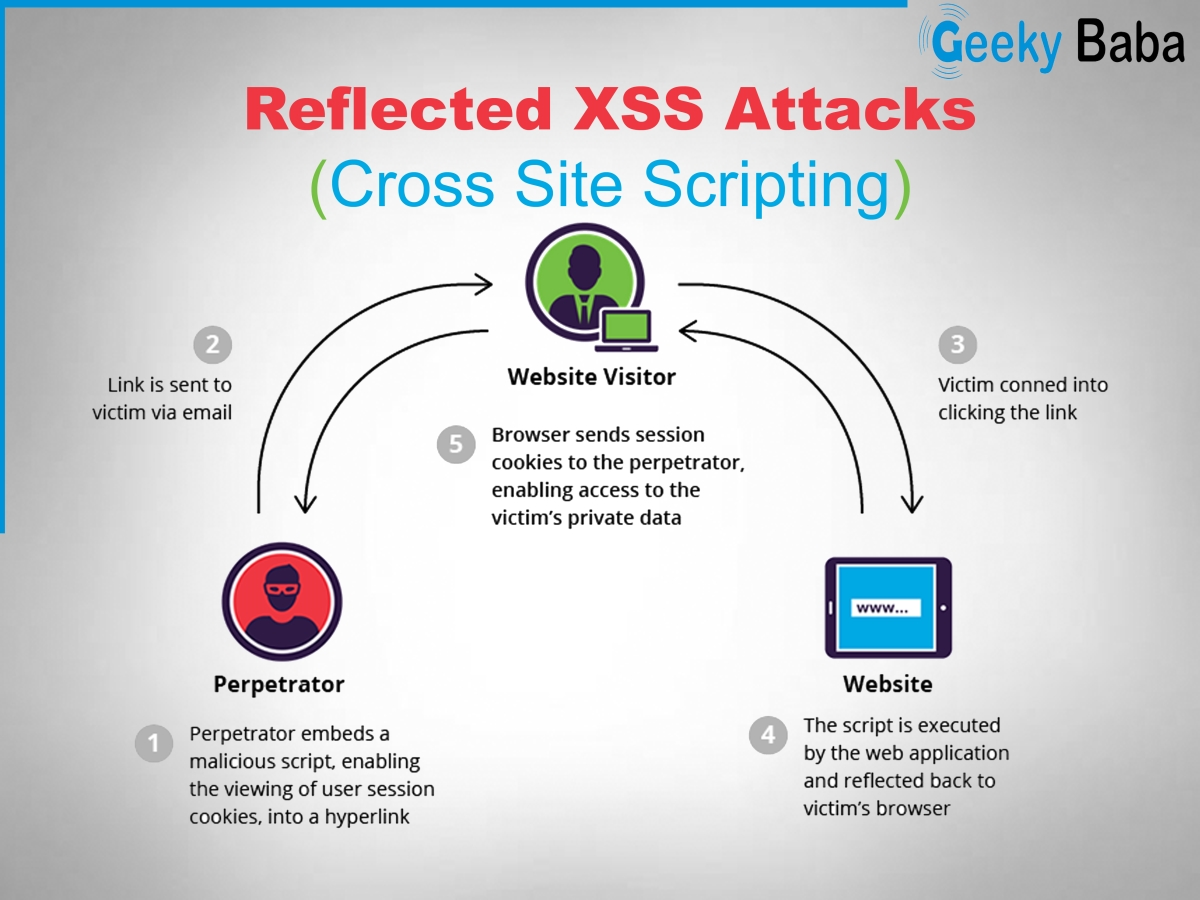 Geeky Baba
Reflected XSS Attacks
(Cross Site Scripting)
2
Link is sent to
victim via email
3
Victim conned into
clicking the link
Website Visitor
5
Browser sends session
cookies to the perpetrator,
enabling access to the
victim's private data
www...
Perpetrator
Website
1
Perpetrator embeds a
malicious script, enabling
the viewing of user session
cookies, into a hyperlink
4
The script is executed
by the web application
and reflected back to
victim's browser